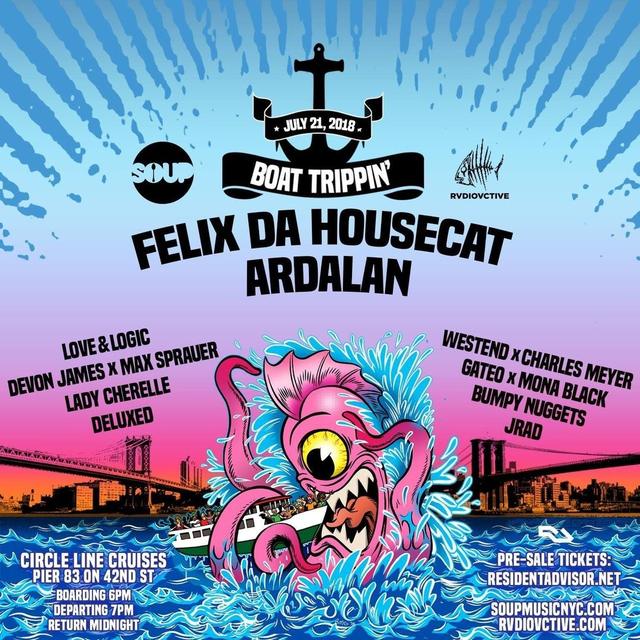 JULY 21, 2018
SOUP
BOAT TRIPPIN'
RVDIOVCTIVE
FELIX DA HOUSECAT
ARDALAN
LOVE & LOGIC
DEVON JAMES X MAX SPRAUER
LADY CHERELLE
DELUXED
WESTEND X CHARLES MEYER
GATEO X MONA BLACK
BUMPY NUGGETS
JRAD
CIRCLE LINE CRUISES
PIER 83 ON 42ND ST
BOARDING 6PM
DEPARTING 7PM
RETURN MIDNIGHT
RA
PRE-SALE TICKETS:
RESIDENTADVISOR.NET
SOUPMUSICNYC.COM
RVDIOVCTIVE.COM